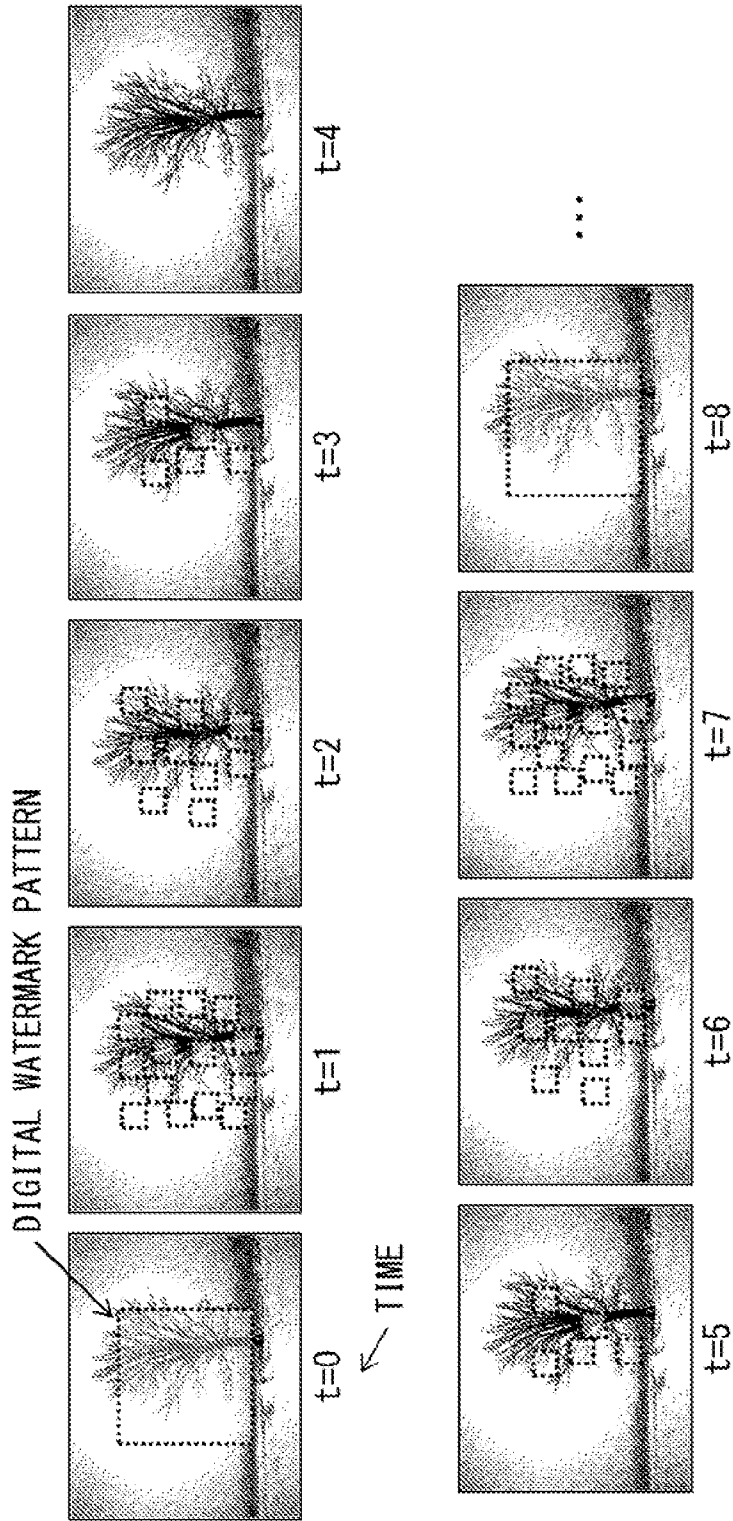 DIGITAL WATERMARK PATTERN
t=0
t=1
t=2
t=3
t=4
TIME
t=5
t=6
t=7
t=8
...